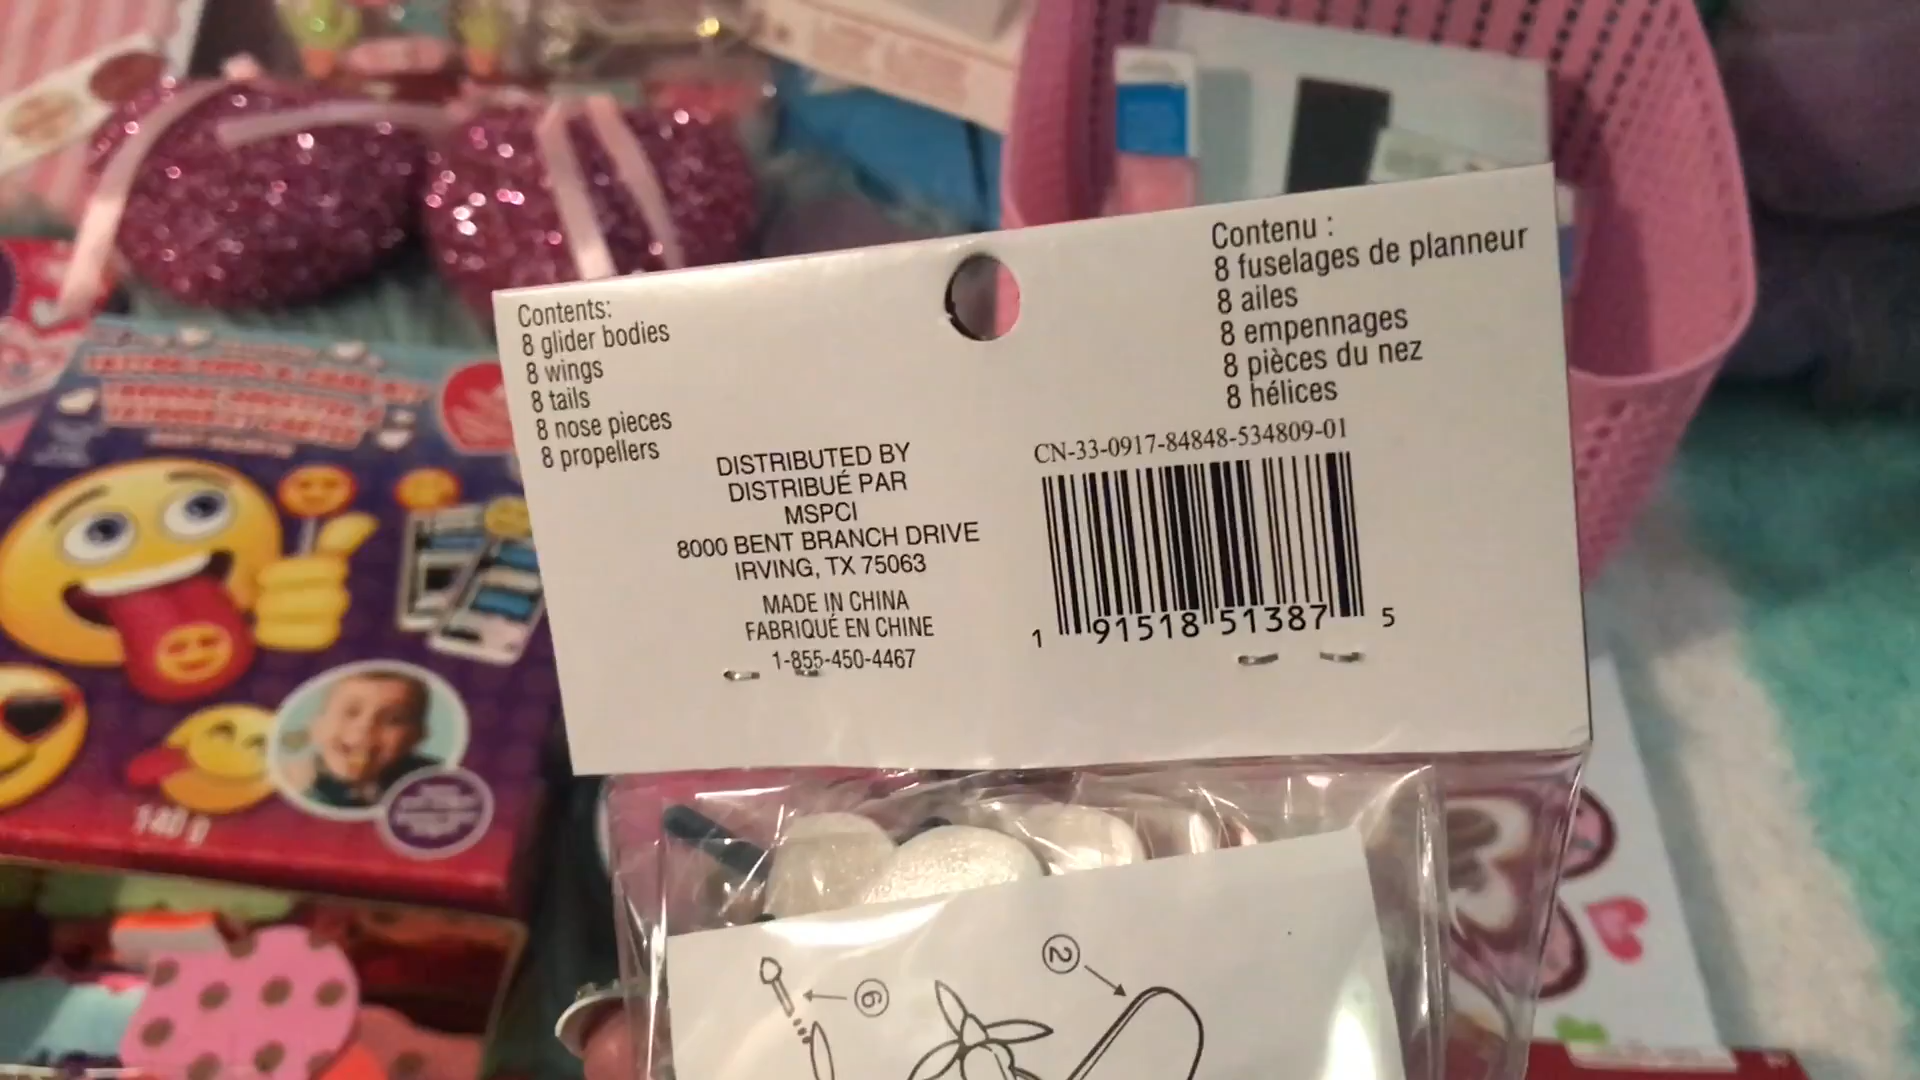 Contents:
8 glider bodies
8 wings
8 tails
8 nose pieces
8 propellers
Contenu :
8 fuselages de planneur
8 ailes
8 empennages
8 pièces du nez
8 hélices
DISTRIBUTED BY
DISTRIBUÉ PAR
MSPCI
8000 BENT BRANCH DRIVE
IRVING, TX 75063
MADE IN CHINA
FABRIQUÉ EN CHINE
1-855-450-4467
CN-33-0917-84848-534809-01
1 91518 51387 5
140 g
6
2